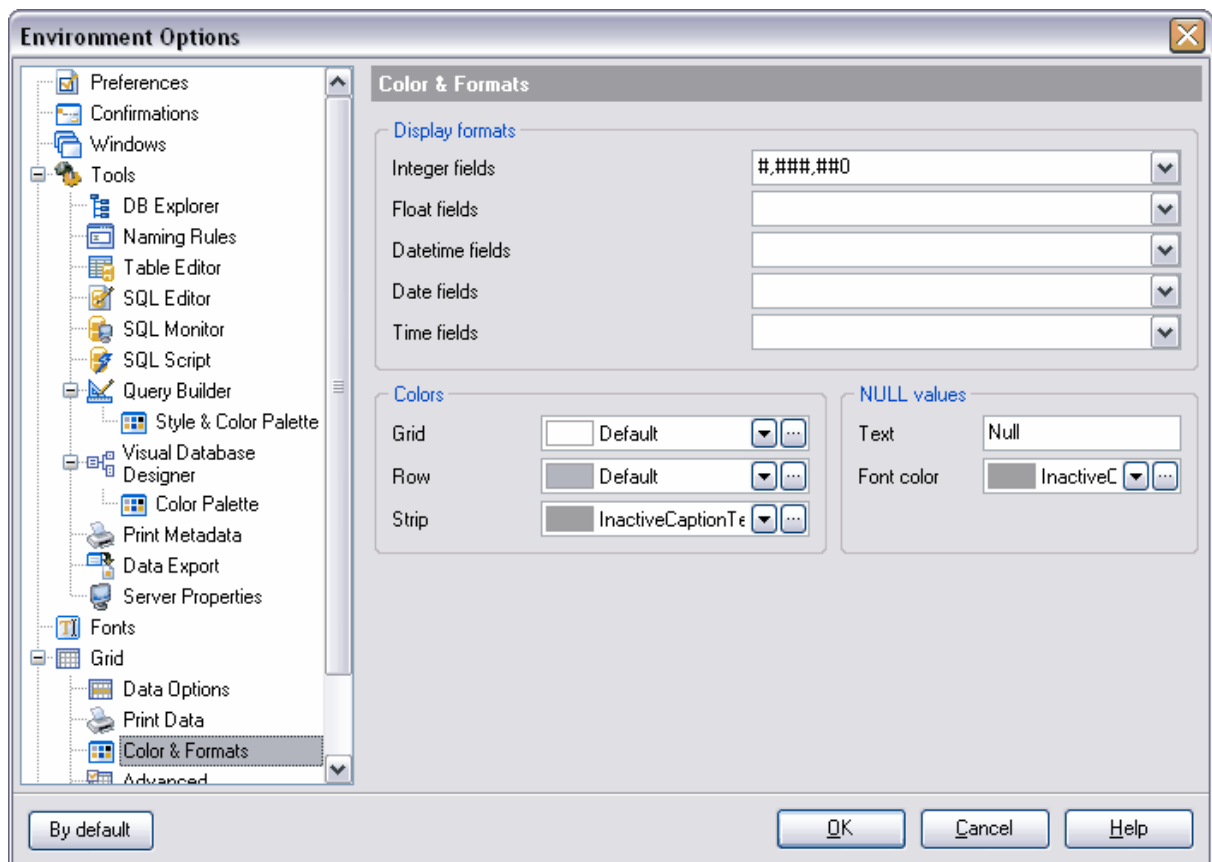 Environment Options
Preferences
Confirmations
Windows
Tools
DB Explorer
Naming Rules
Table Editor
SQL Editor
SQL Monitor
SQL Script
Query Builder
Style & Color Palette
Visual Database
Designer
Color Palette
Print Metadata
Data Export
Server Properties
Fonts
Grid
Data Options
Print Data
Color & Formats
Advanced
Color & Formats
Display formats
Integer fields #,###,##0
Float fields
Datetime fields
Date fields
Time fields
Colors
Grid Default
Row Default
Strip InactiveCaptionTe
NULL values
Text Null
Font color InactiveC
By default
OK
Cancel
Help